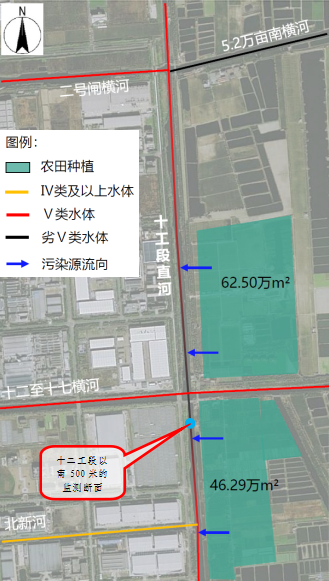 N
5.2万亩南横河
二号闸横河
图例：
农田种植
IV类及以上水体
Ⅴ类水体
劣Ⅴ类水体
污染源流向
十工段直河
62.50万m²
十二至十七横河
十二工段以
南 500 米的
监测断面
46.29万m²
北新河